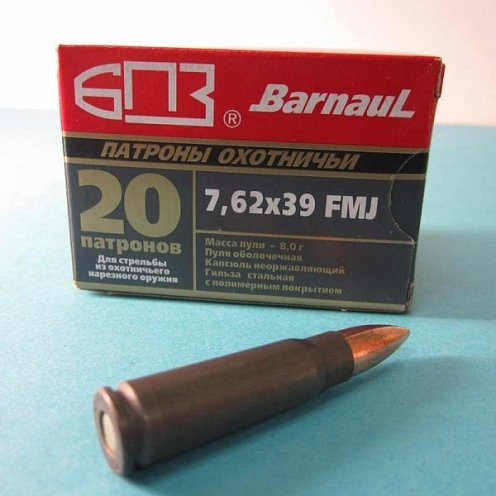 БПЗ ® Barnaul
ПАТРОНЫ ОХОТНИЧЬИ
20
патронов
Для стрельбы
из охотничьего
нарезного оружия
7,62x39 FMJ
Масса пули - 8,0 г
Пуля оболочечная
Капсюль неоржавляющий
Гильза стальная
с полимерным покрытием